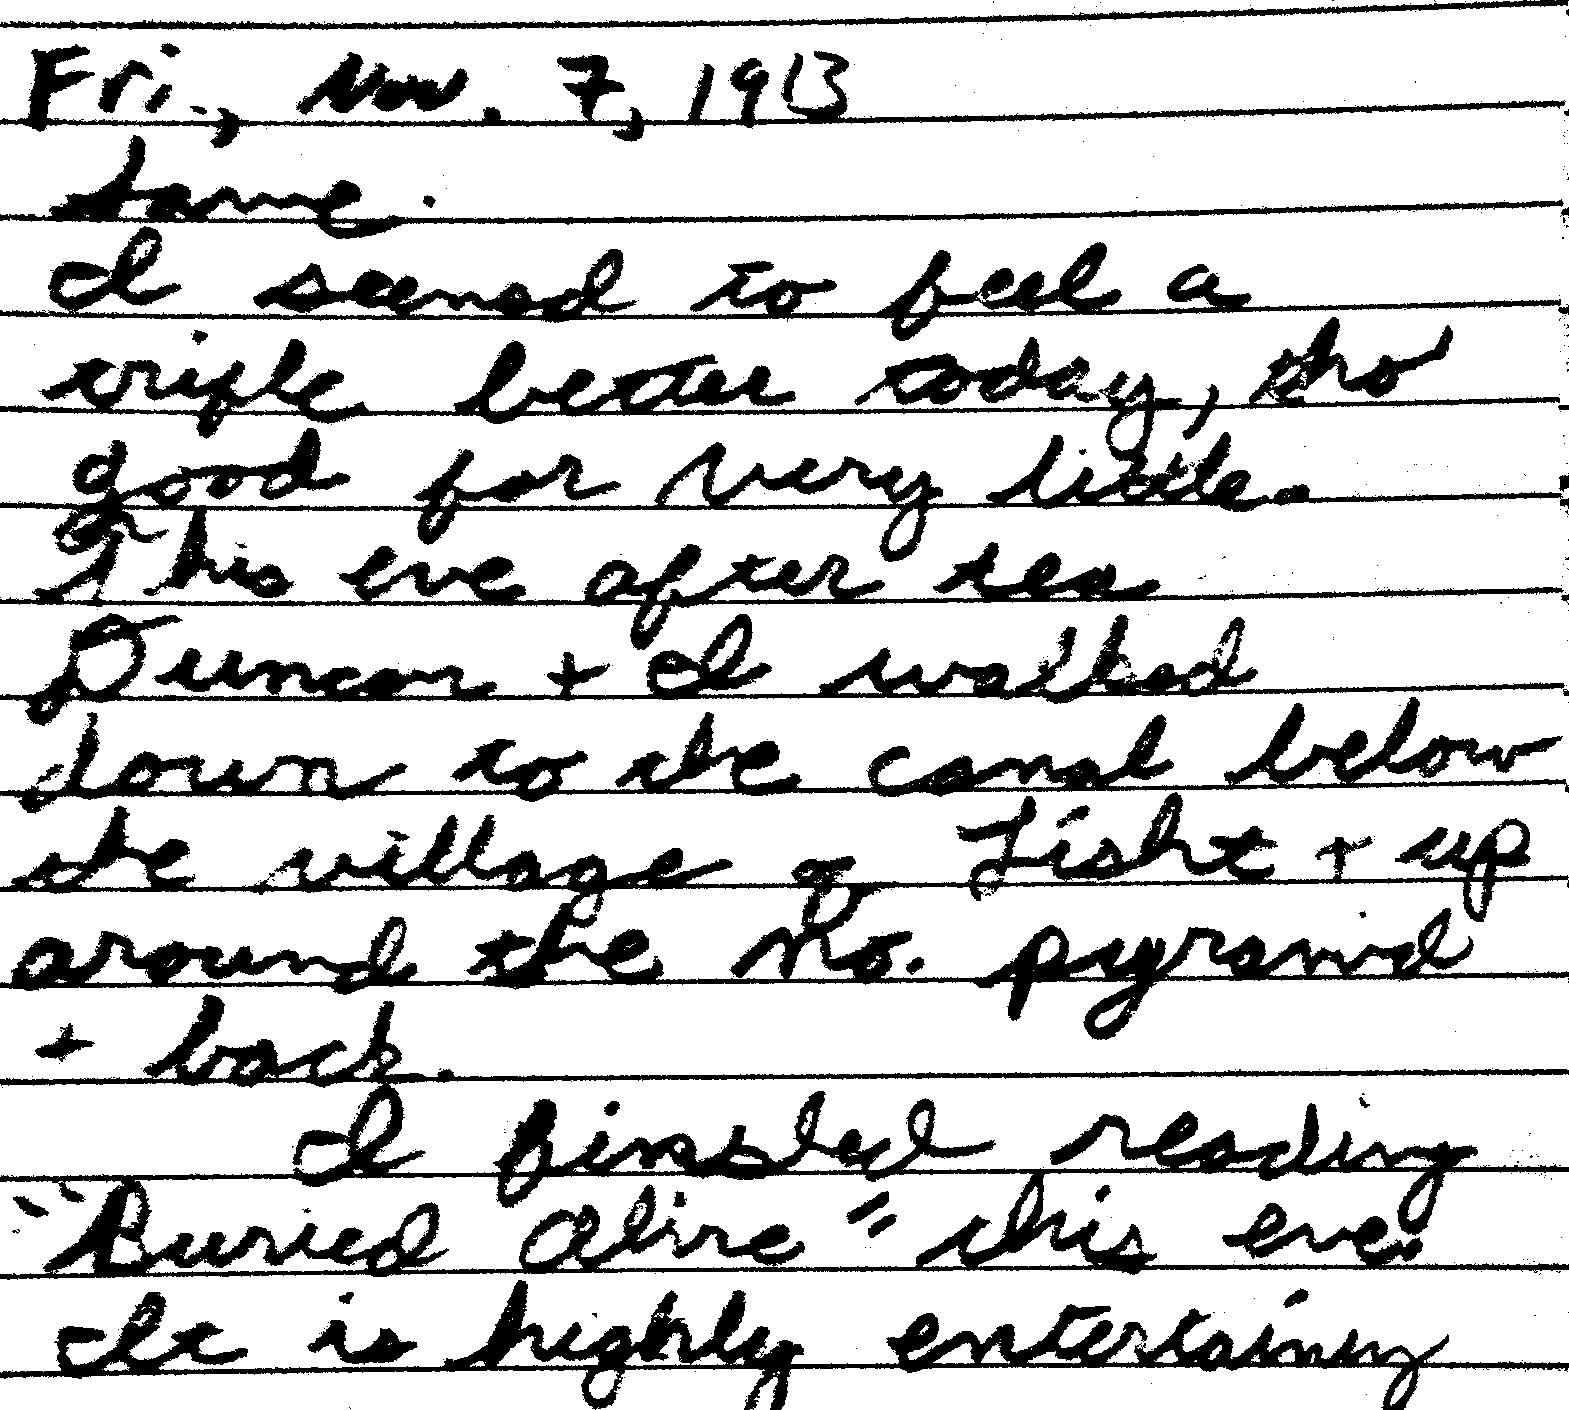 Fri., Nov. 7, 1913
Same.
I seemed to feel a
trifle better today, tho
good for very little.
This eve after tea
Duncan + I walked
down to the canal below
the village of Lisht + up
around the No. pyramid
+ back.
I finished reading
"Buried Alive" this eve.
It is highly entertaining